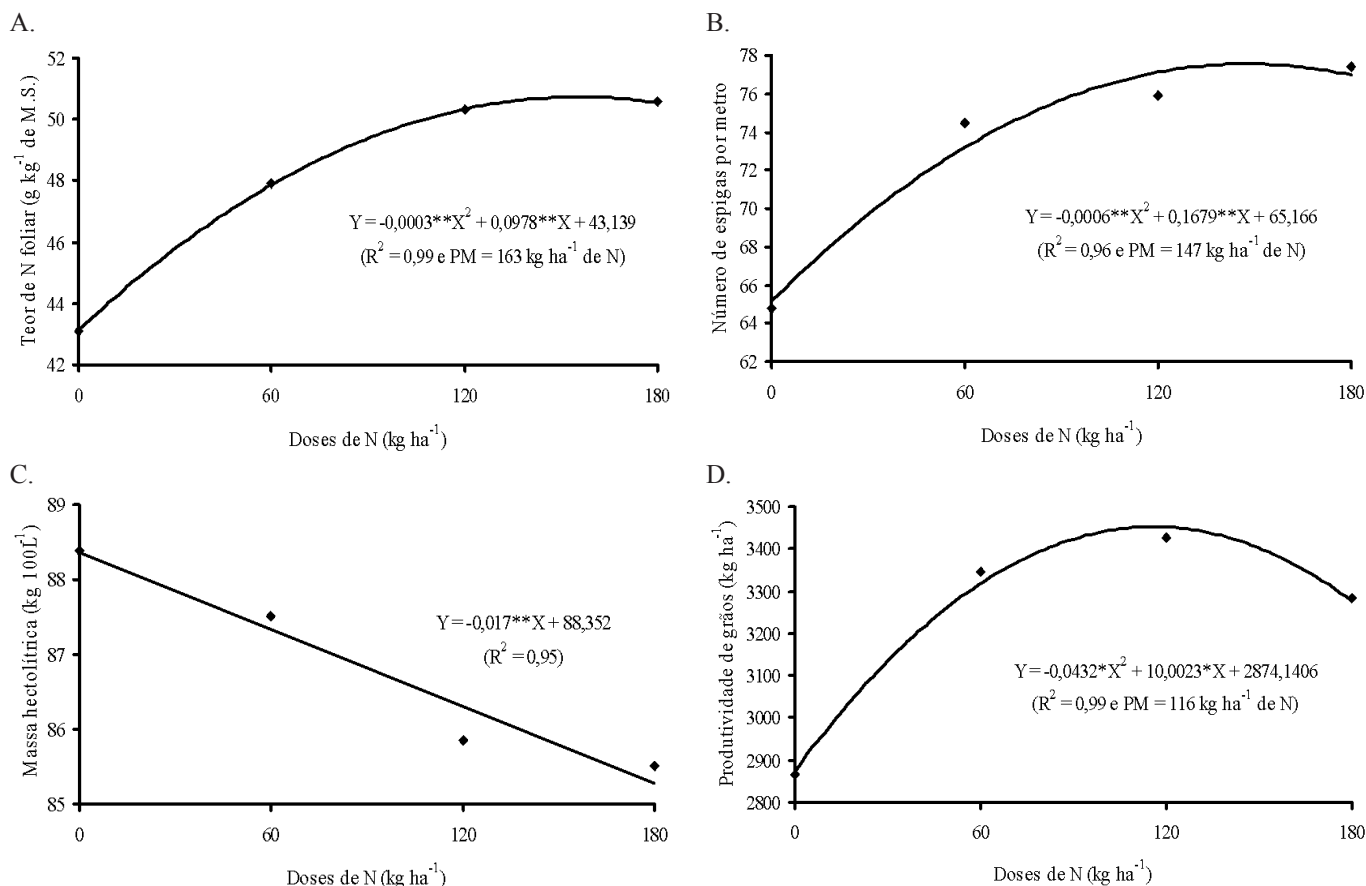 A.
52
50
48
46
44
42
Teor de N foliar (g kg⁻¹ de M.S.)
Y = -0,0003**X² + 0,0978**X + 43,139
(R² = 0,99 e PM = 163 kg ha⁻¹ de N)
0 60 120 180
Doses de N (kg ha⁻¹)
B.
78
76
74
72
70
68
66
64
62
Número de espigas por metro
Y = -0,0006**X² + 0,1679**X + 65,166
(R² = 0,96 e PM = 147 kg ha⁻¹ de N)
0 60 120 180
Doses de N (kg ha⁻¹)
C.
89
88
87
86
85
Massa hectolítrica (kg 100L⁻¹)
Y = -0,017**X + 88,352
(R² = 0,95)
0 60 120 180
Doses de N (kg ha⁻¹)
D.
3500
3400
3300
3200
3100
3000
2900
2800
Produtividade de grãos (kg ha⁻¹)
Y = -0,0432*X² + 10,0023*X + 2874,1406
(R² = 0,99 e PM = 116 kg ha⁻¹ de N)
0 60 120 180
Doses de N (kg ha⁻¹)